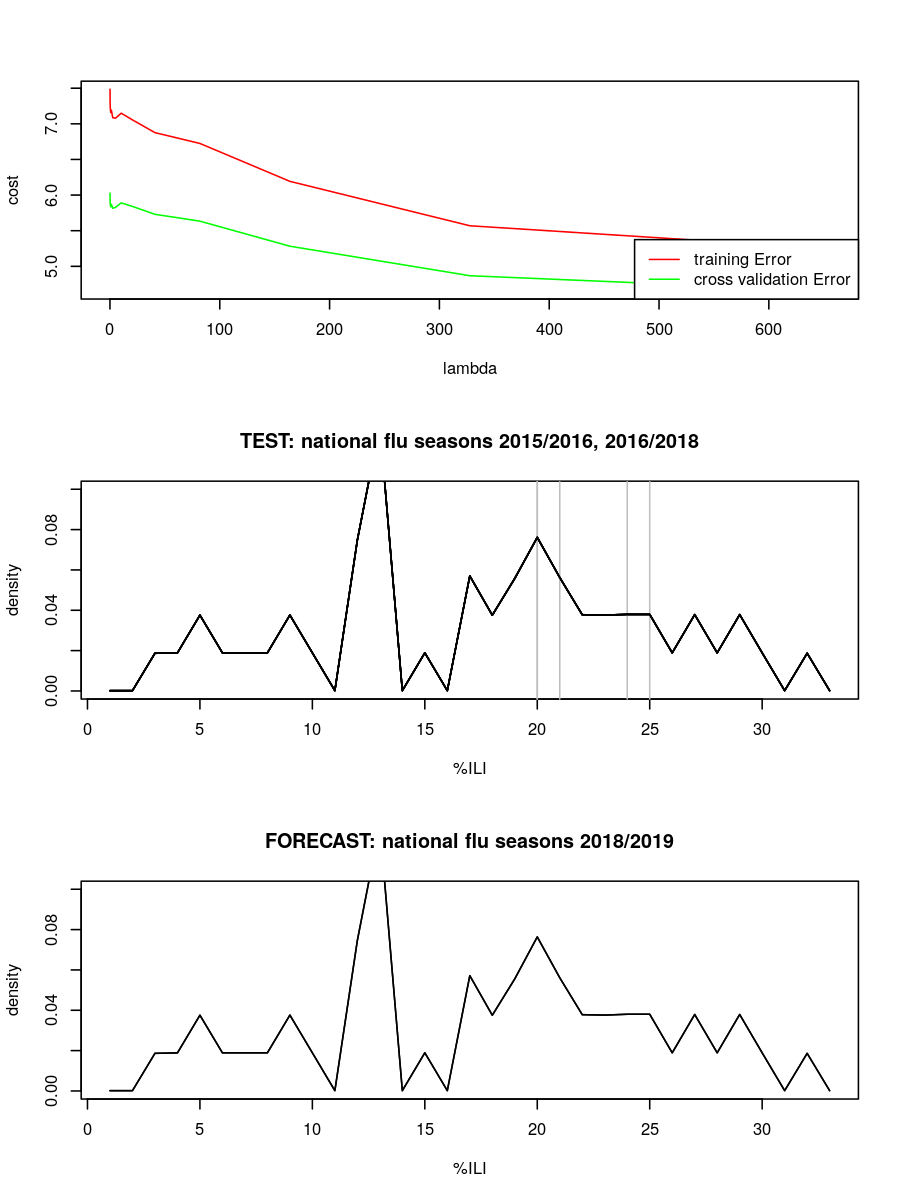 7.0
6.0
5.0
cost
training Error
cross validation Error
0 100 200 300 400 500 600
lambda
TEST: national flu seasons 2015/2016, 2016/2018
0.08
0.04
0.00
density
0 5 10 15 20 25 30
%ILI
FORECAST: national flu seasons 2018/2019
0.08
0.04
0.00
density
0 5 10 15 20 25 30
%ILI